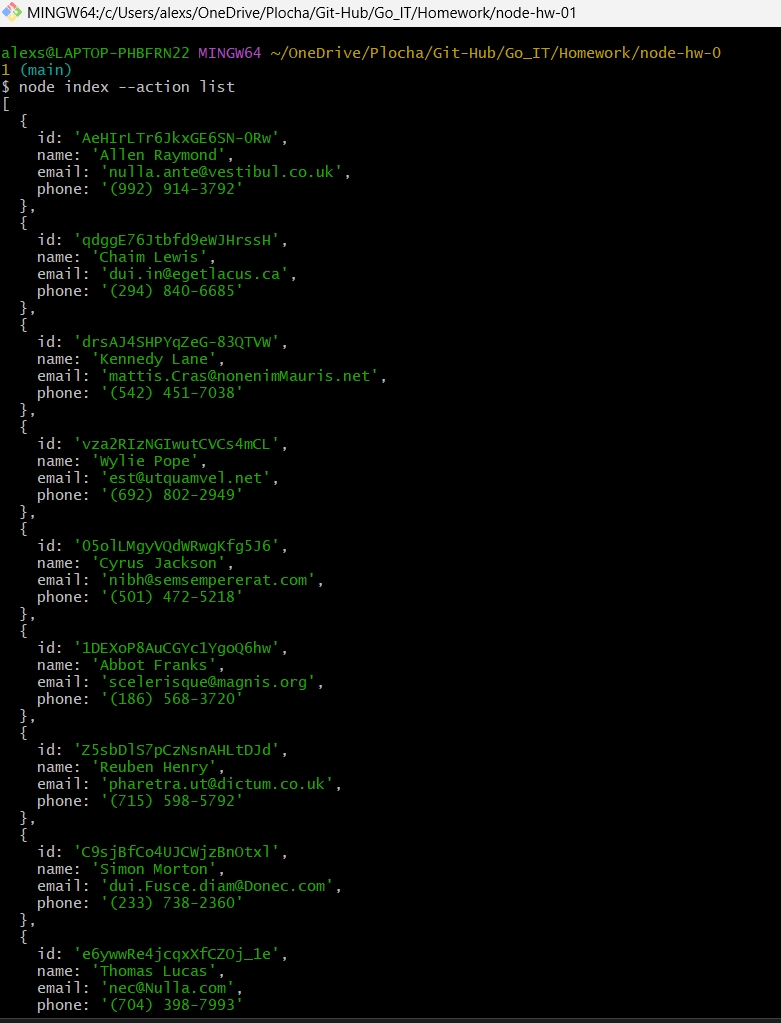 MINGW64:/c/Users/alexs/OneDrive/Plocha/Git-Hub/Go_IT/Homework/node-hw-01
alexs@LAPTOP-PHBFRN22 MINGW64 ~/OneDrive/Plocha/Git-Hub/Go_IT/Homework/node-hw-0
1 (main)
$ node index --action list
[
  {
    id: 'AeHIrLTr6JkxGE6SN-0Rw',
    name: 'Allen Raymond',
    email: 'nulla.ante@vestibul.co.uk',
    phone: '(992) 914-3792'
  },
  {
    id: 'qdggE76Jtbfd9eWJHrssH',
    name: 'Chaim Lewis',
    email: 'dui.in@egetlacus.ca',
    phone: '(294) 840-6685'
  },
  {
    id: 'drsAJ4SHPYqZeG-83QTVW',
    name: 'Kennedy Lane',
    email: 'mattis.Cras@nonenimMauris.net',
    phone: '(542) 451-7038'
  },
  {
    id: 'vza2RIzNGIwutCVCs4mCL',
    name: 'Wylie Pope',
    email: 'est@utquamvel.net',
    phone: '(692) 802-2949'
  },
  {
    id: '05olLMgyVQdWRwgKfg5J6',
    name: 'Cyrus Jackson',
    email: 'nibh@semsempererat.com',
    phone: '(501) 472-5218'
  },
  {
    id: '1DEXoP8AuCGYc1YgoQ6hw',
    name: 'Abbot Franks',
    email: 'scelerisque@magnis.org',
    phone: '(186) 568-3720'
  },
  {
    id: 'Z5sbDlS7pCzNsnAHLtDJd',
    name: 'Reuben Henry',
    email: 'pharetra.ut@dictum.co.uk',
    phone: '(715) 598-5792'
  },
  {
    id: 'C9sjBfCo4UJCWjzBnOtxl',
    name: 'Simon Morton',
    email: 'dui.Fusce.diam@Donec.com',
    phone: '(233) 738-2360'
  },
  {
    id: 'e6ywwRe4jcqxXfCZOj_1e',
    name: 'Thomas Lucas',
    email: 'nec@Nulla.com',
    phone: '(704) 398-7993'